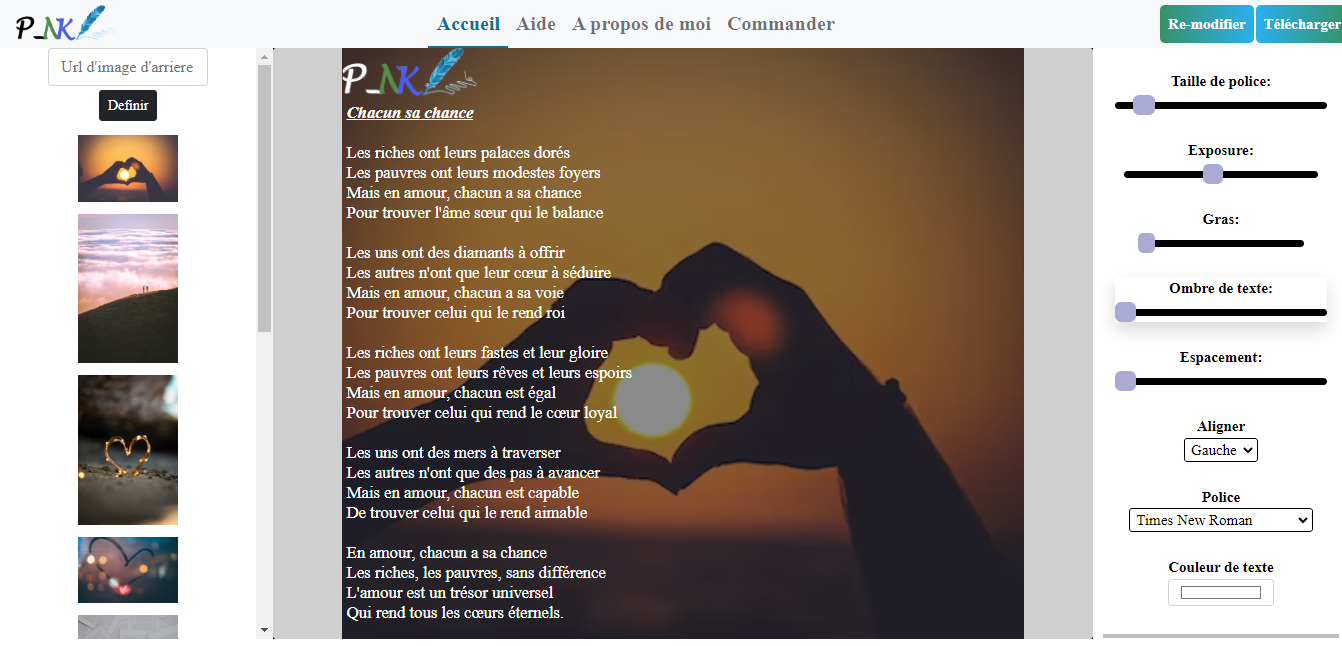 P_NK
Accueil
Aide
A propos de moi
Commander
Re-modifier
Télécharger
Url d'image d'arriere
Definir
P_NK
Chacun sa chance
Les riches ont leurs palaces dorés
Les pauvres ont leurs modestes foyers
Mais en amour, chacun a sa chance
Pour trouver l'âme sœur qui le balance
Les uns ont des diamants à offrir
Les autres n'ont que leur cœur à séduire
Mais en amour, chacun a sa voie
Pour trouver celui qui le rend roi
Les riches ont leurs fastes et leur gloire
Les pauvres ont leurs rêves et leurs espoirs
Mais en amour, chacun est égal
Pour trouver celui qui rend le cœur loyal
Les uns ont des mers à traverser
Les autres n'ont que des pas à avancer
Mais en amour, chacun est capable
De trouver celui qui le rend aimable
En amour, chacun a sa chance
Les riches, les pauvres, sans différence
L'amour est un trésor universel
Qui rend tous les cœurs éternels.
Taille de police:
Exposure:
Gras:
Ombre de texte:
Espacement:
Aligner
Gauche
Police
Times New Roman
Couleur de texte